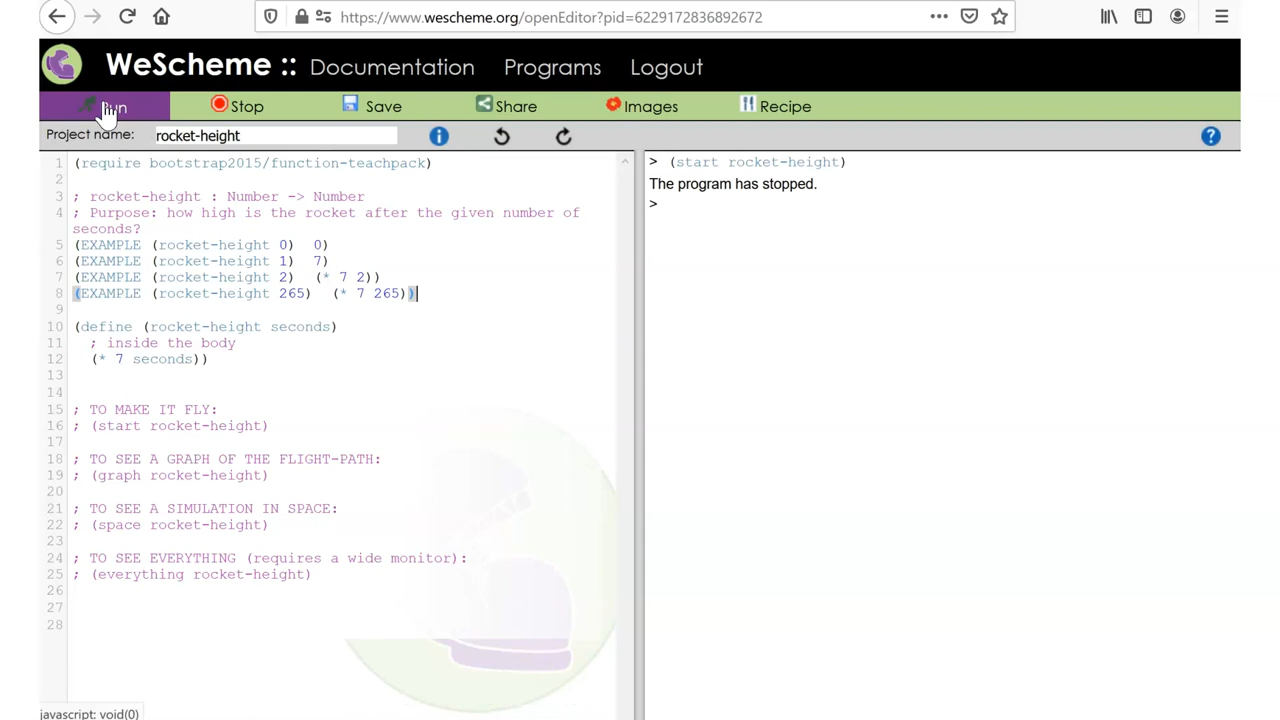 https://www.wescheme.org/openEditor?pid=6229172836892672
WeScheme :: Documentation Programs Logout
Run Stop Save Share Images Recipe
Project name: rocket-height
1 (require bootstrap2015/function-teachpack)
2
3 ; rocket-height : Number -> Number
4 ; Purpose: how high is the rocket after the given number of
seconds?
5 (EXAMPLE (rocket-height 0) 0)
6 (EXAMPLE (rocket-height 1) 7)
7 (EXAMPLE (rocket-height 2) (* 7 2))
8 (EXAMPLE (rocket-height 265) (* 7 265))
9
10 (define (rocket-height seconds)
11 ; inside the body
12 (* 7 seconds))
13
14
15 ; TO MAKE IT FLY:
16 ; (start rocket-height)
17
18 ; TO SEE A GRAPH OF THE FLIGHT-PATH:
19 ; (graph rocket-height)
20
21 ; TO SEE A SIMULATION IN SPACE:
22 ; (space rocket-height)
23
24 ; TO SEE EVERYTHING (requires a wide monitor):
25 ; (everything rocket-height)
26
27
28
> (start rocket-height)
The program has stopped.
>
javascript: void(0)